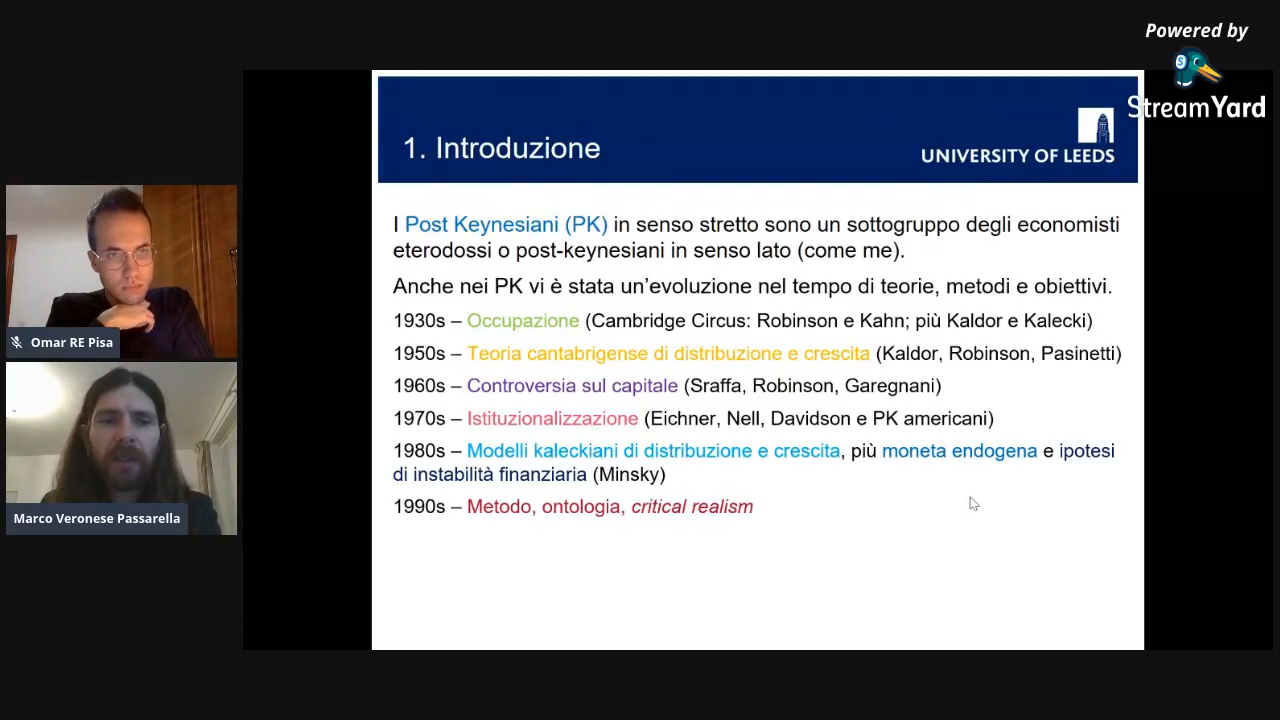 Powered by
StreamYard
1. Introduzione
UNIVERSITY OF LEEDS
I Post Keynesiani (PK) in senso stretto sono un sottogruppo degli economisti
eterodossi o post-keynesiani in senso lato (come me).
Anche nei PK vi è stata un’evoluzione nel tempo di teorie, metodi e obiettivi.
1930s – Occupazione (Cambridge Circus: Robinson e Kahn; più Kaldor e Kalecki)
1950s – Teoria cantabrigense di distribuzione e crescita (Kaldor, Robinson, Pasinetti)
1960s – Controversia sul capitale (Sraffa, Robinson, Garegnani)
1970s – Istituzionalizzazione (Eichner, Nell, Davidson e PK americani)
1980s – Modelli kaleckiani di distribuzione e crescita, più moneta endogena e ipotesi
di instabilità finanziaria (Minsky)
1990s – Metodo, ontologia, critical realism
Omar RE Pisa
Marco Veronese Passarella